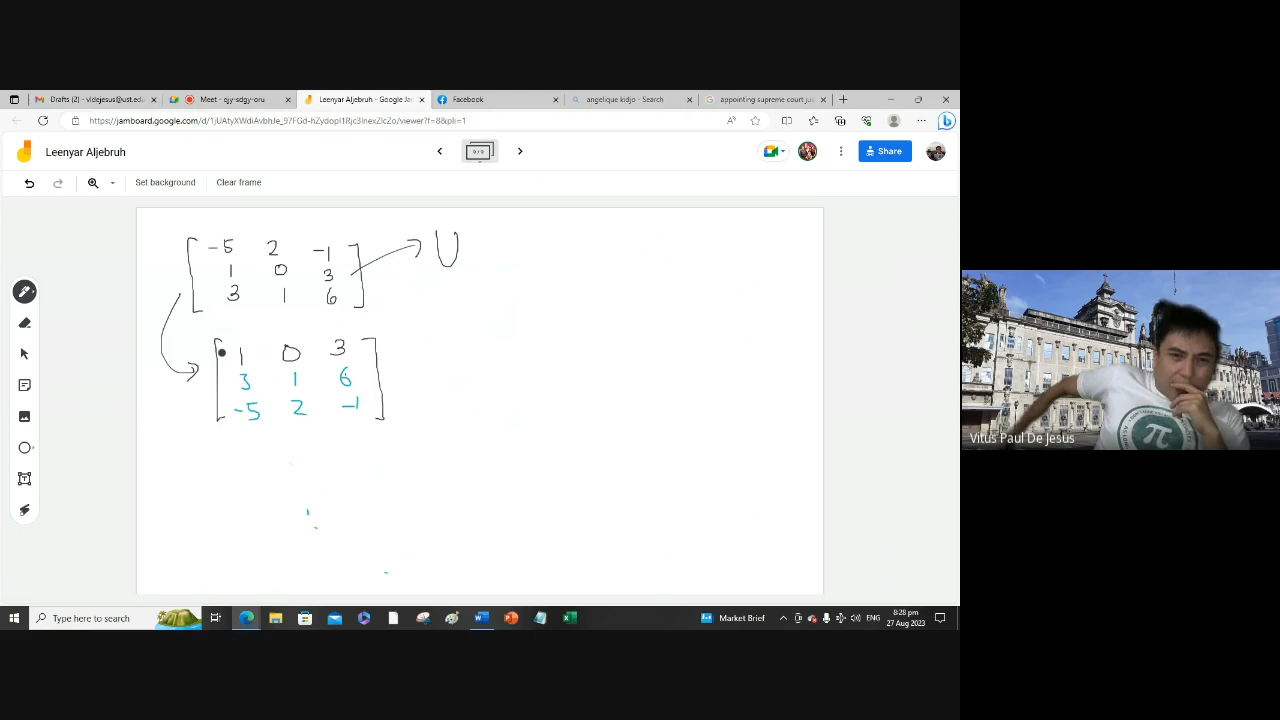 Drafts (2) - vldejesus@ust.edu
Meet - qjy-sdgy-oru
Leenyar Aljebruh - Google Jam
Facebook
angelique kidjo - Search
appointing supreme court jus
Leenyar Aljebruh
9 / 9
Share
Set background
Clear frame
-5 2 -1
1 0 3
3 1 6
U
1 0 3
3 1 6
-5 2 -1
π
Vitus Paul De Jesus
Type here to search
Market Brief
ENG
8:28 pm
27 Aug 2023